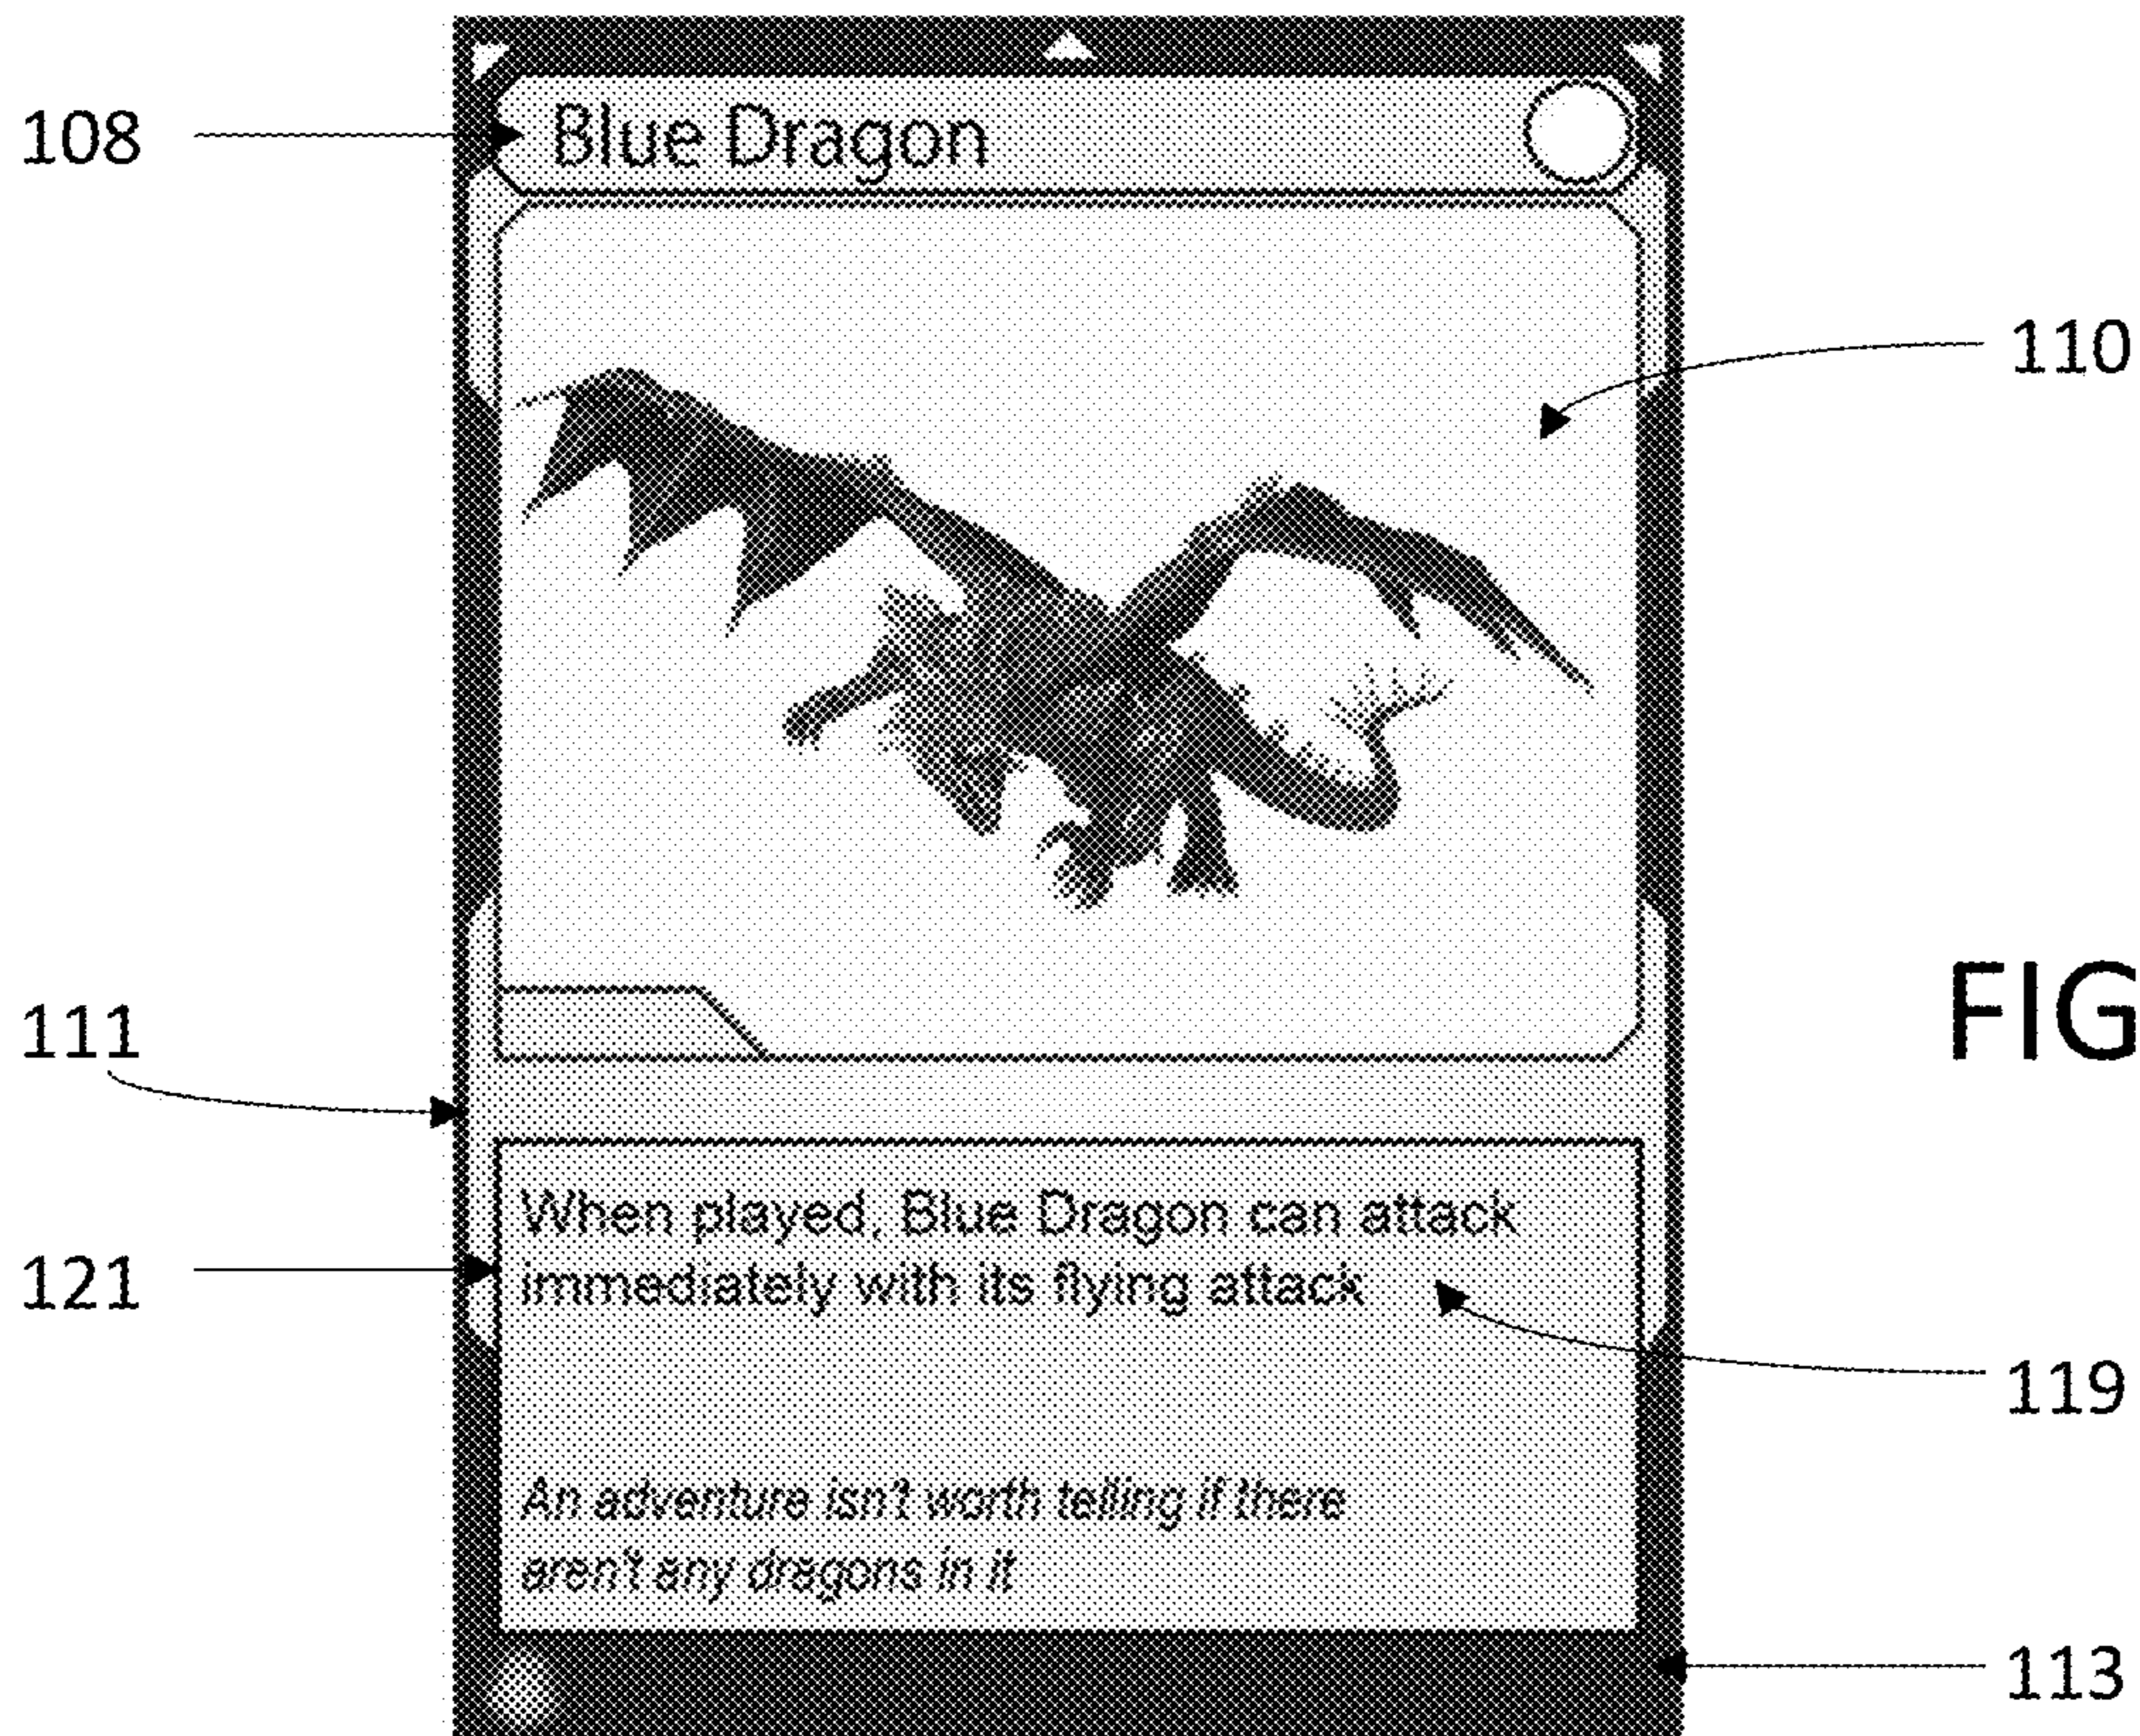 108
Blue Dragon
110
FIG
111
When played, Blue Dragon can attack
immediately with its flying attack
121
119
An adventure isn't worth telling if there
aren't any dragons in it
113